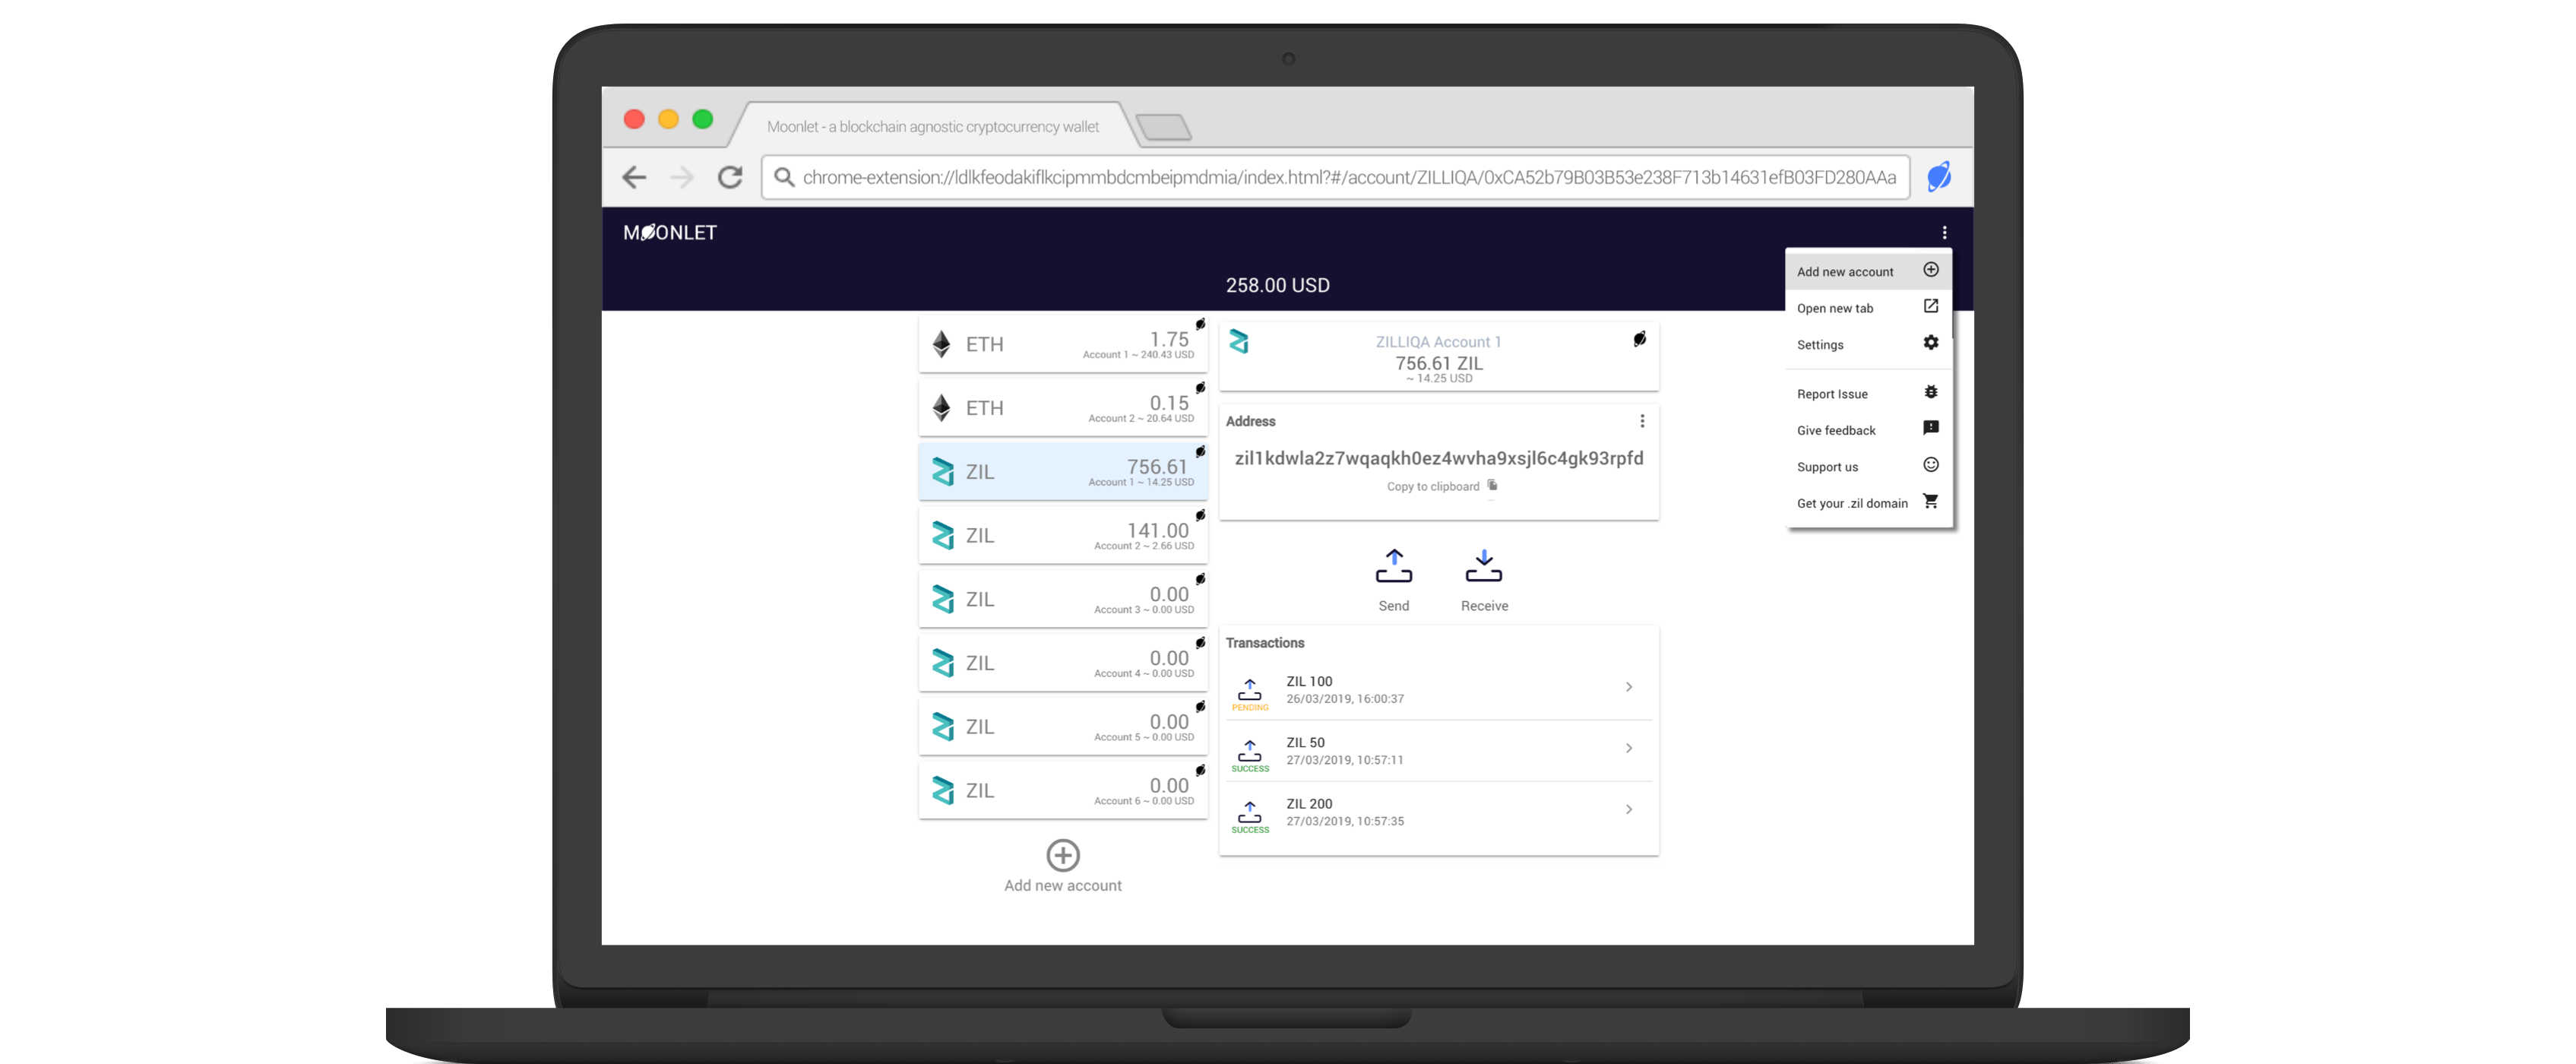 Moonlet - a blockchain agnostic cryptocurrency wallet
chrome-extension://ldlkfeodakiflkcipmmbdcmbeipmdmia/index.html?#/account/ZILLIQA/0xCA52b79B03B53e238F713b14631efB03FD280AAa
MOONLET
258.00 USD
Add new account
Open new tab
Settings
Report Issue
Give feedback
Support us
Get your .zil domain
ETH
1.75
Account 1 ~ 240.43 USD
ETH
0.15
Account 2 ~ 20.64 USD
ZIL
756.61
Account 1 ~ 14.25 USD
ZIL
141.00
Account 2 ~ 2.66 USD
ZIL
0.00
Account 3 ~ 0.00 USD
ZIL
0.00
Account 4 ~ 0.00 USD
ZIL
0.00
Account 5 ~ 0.00 USD
ZIL
0.00
Account 6 ~ 0.00 USD
Add new account
ZILLIQA Account 1
756.61 ZIL
~ 14.25 USD
Address
zil1kdwla2z7wqaqkh0ez4wvha9xsjl6c4gk93rpfd
Copy to clipboard
Send
Receive
Transactions
ZIL 100
26/03/2019, 16:00:37
PENDING
ZIL 50
27/03/2019, 10:57:11
SUCCESS
ZIL 200
27/03/2019, 10:57:35
SUCCESS